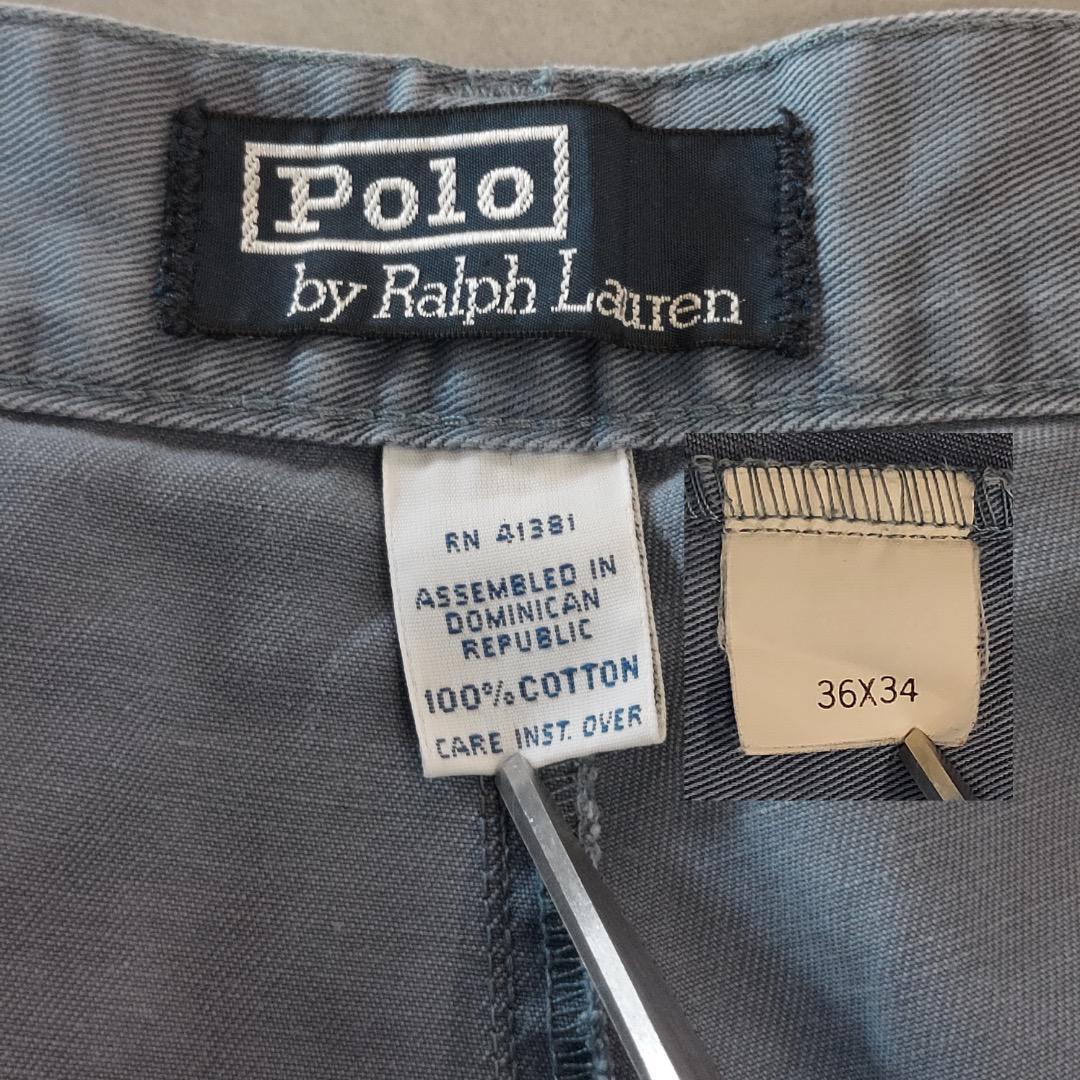 Polo
by Ralph Lauren
RN 41381
ASSEMBLED IN
DOMINICAN
REPUBLIC
100% COTTON
CARE INST. OVER
36X34